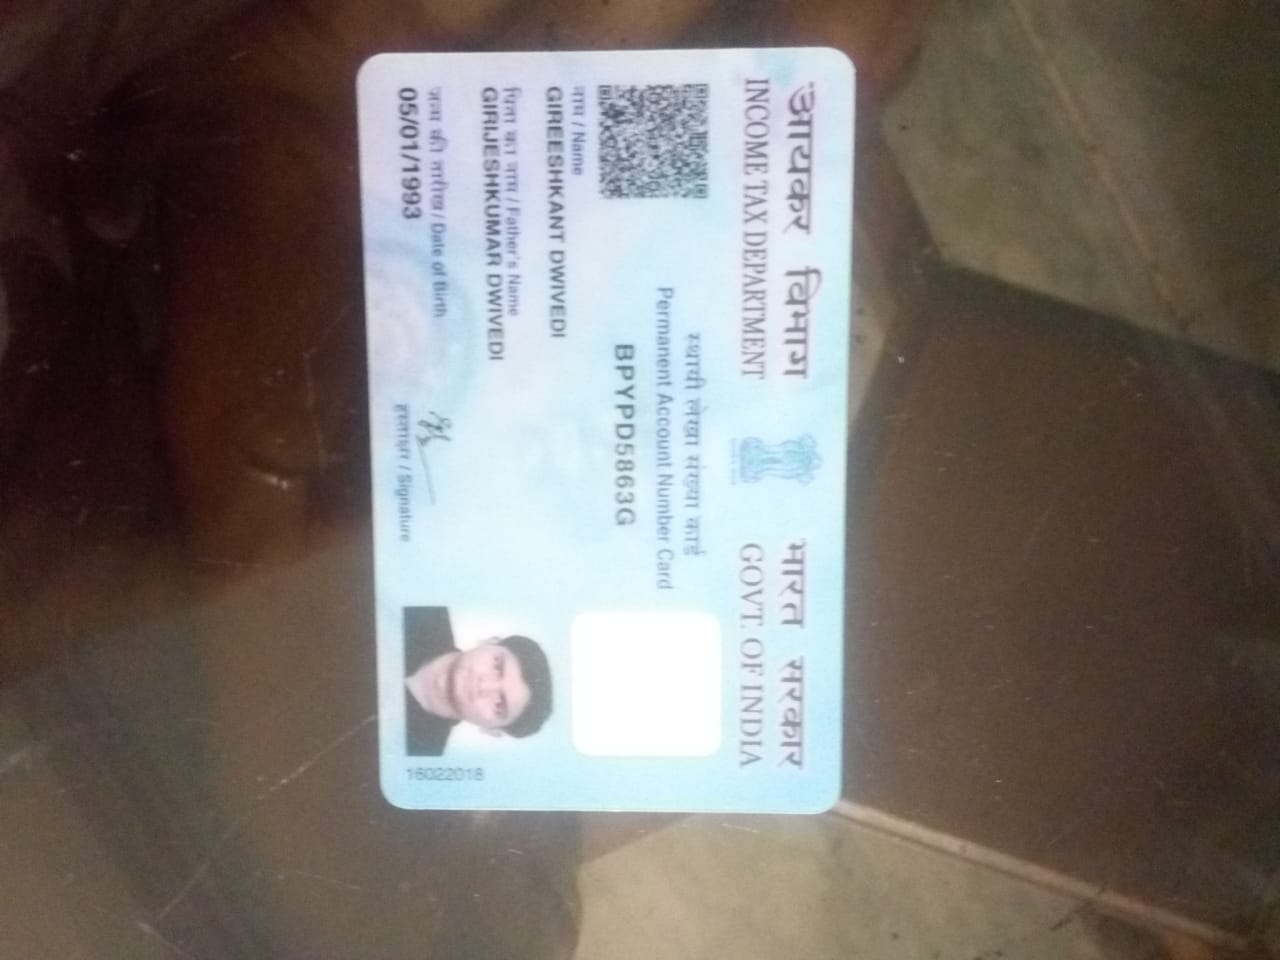 आयकर विभाग
INCOME TAX DEPARTMENT
भारत सरकार
GOVT. OF INDIA
स्थायी लेखा संख्या कार्ड
Permanent Account Number Card
BPYPD5863G
नाम / Name
GIREESHKANT DWIVEDI
पिता का नाम / Father's Name
GIRIJESHKUMAR DWIVEDI
जन्म की तारीख / Date of Birth
05/01/1993
हस्ताक्षर / Signature
16022018